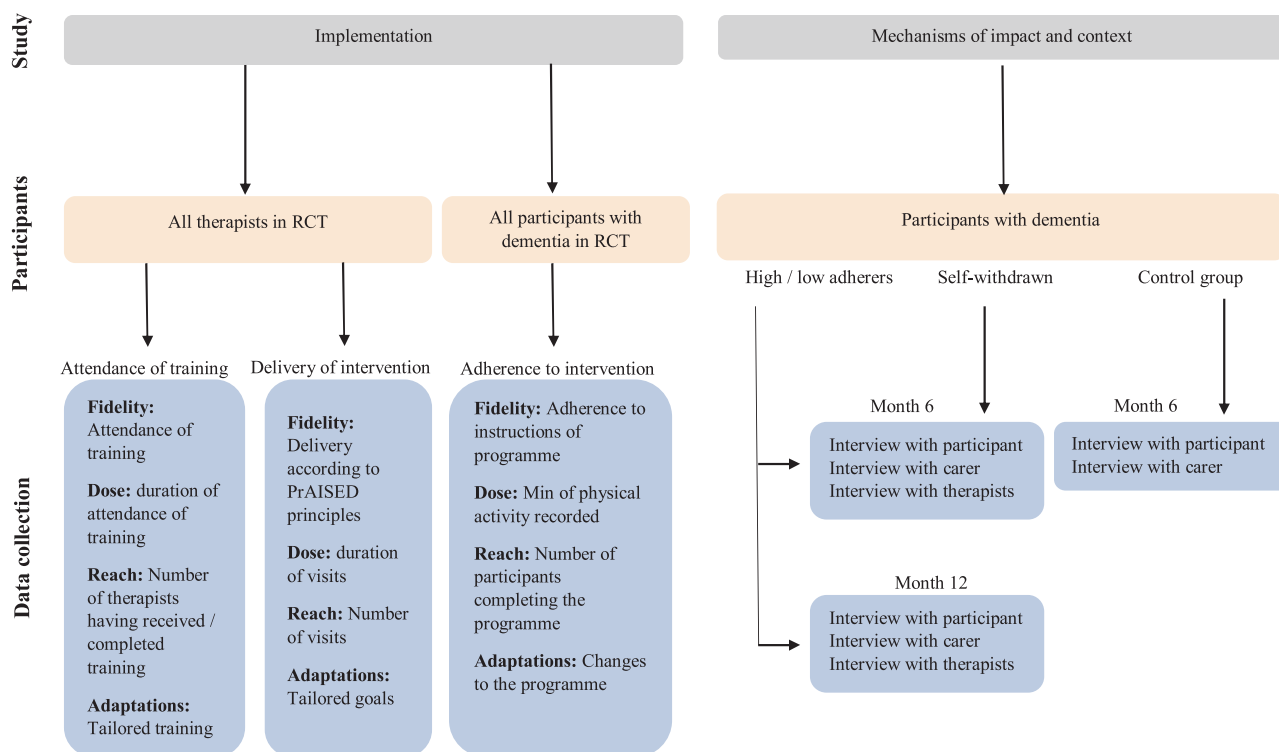 Study
Implementation
Mechanisms of impact and context
Participants
All therapists in RCT
All participants with
dementia in RCT
Participants with dementia
High / low adherers
Self-withdrawn
Control group
Data collection
Attendance of training
Fidelity:
Attendance of
training
Dose: duration of
attendance of
training
Reach: Number
of therapists
having received /
completed
training
Adaptations:
Tailored training
Delivery of intervention
Fidelity:
Delivery
according to
PrAISED
principles
Dose: duration
of visits
Reach: Number
of visits
Adaptations:
Tailored goals
Adherence to intervention
Fidelity: Adherence to
instructions of
programme
Dose: Min of physical
activity recorded
Reach: Number of
participants
completing the
programme
Adaptations: Changes
to the programme
Month 6
Interview with participant
Interview with carer
Interview with therapists
Month 6
Interview with participant
Interview with carer
Month 12
Interview with participant
Interview with carer
Interview with therapists